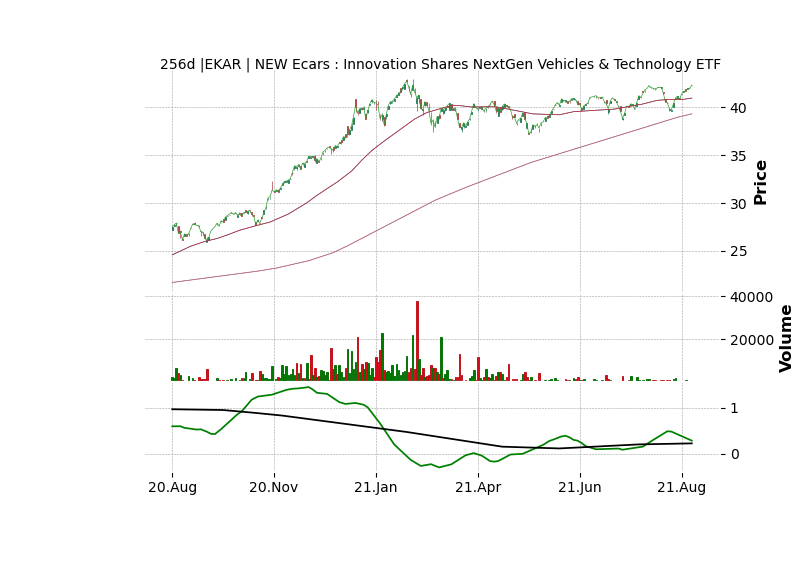 256d |EKAR | NEW Ecars : Innovation Shares NextGen Vehicles & Technology ETF
40
35
30
25
Price
40000
20000
Volume
1
0
20.Aug 20.Nov 21.Jan 21.Apr 21.Jun 21.Aug